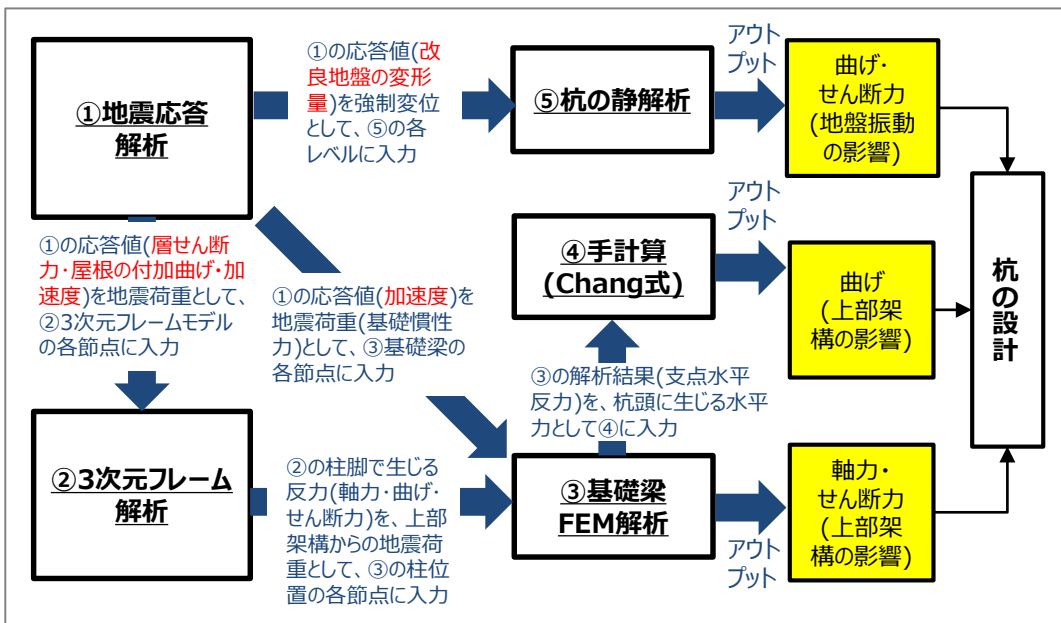 ①地震応答
解析
①の応答値(改
良地盤の変形
量)を強制変位
として、⑤の各
レベルに入力
⑤杭の静解析
アウト
プット
曲げ・
せん断力
(地盤振動
の影響)
①の応答値(層せん断
力・屋根の付加曲げ・加
速度)を地震荷重として、
②3次元フレームモデル
の各節点に入力
①の応答値(加速度)を
地震荷重(基礎慣性
力)として、③基礎梁の
各節点に入力
④手計算
(Chang式)
アウト
プット
曲げ
(上部架
構の影響)
③の解析結果(支点水平
反力)を、杭頭に生じる水平
力として④に入力
②3次元フレーム
解析
②の柱脚で生じる
反力(軸力・曲げ・
せん断力)を、上部
架構からの地震荷
重として、③の柱位
置の各節点に入力
③基礎梁
FEM解析
アウト
プット
軸力・
せん断力
(上部架
構の影響)
杭の設計